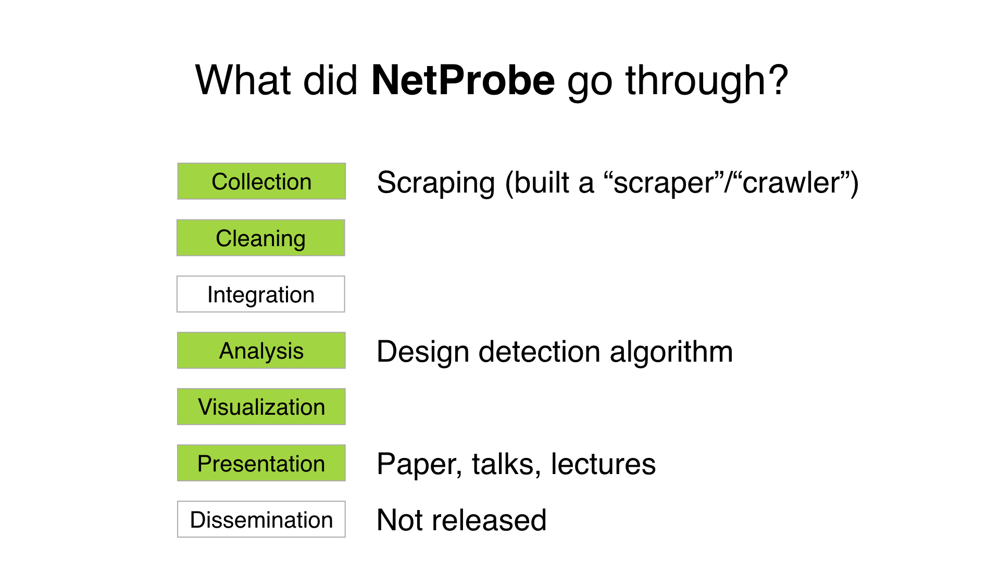 What did NetProbe go through?
Collection Scraping (built a “scraper”/“crawler”)
Cleaning
Integration
Analysis Design detection algorithm
Visualization
Presentation Paper, talks, lectures
Dissemination Not released